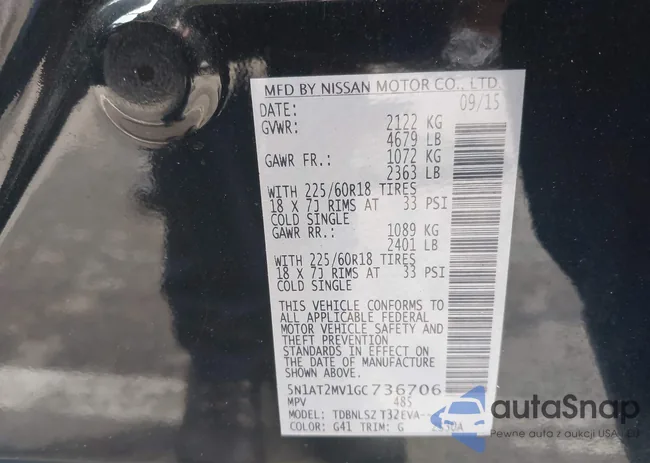 MFD BY NISSAN MOTOR CO., LTD.
DATE: 09/15
GVWR: 2122 KG
4679 LB
GAWR FR.: 1072 KG
2363 LB
WITH 225/60R18 TIRES
18 X 7J RIMS AT 33 PSI
COLD SINGLE
GAWR RR.: 1089 KG
2401 LB
WITH 225/60R18 TIRES
18 X 7J RIMS AT 33 PSI
COLD SINGLE
THIS VEHICLE CONFORMS TO
ALL APPLICABLE FEDERAL
MOTOR VEHICLE SAFETY AND
THEFT PREVENTION
STANDARDS IN EFFECT ON
THE DATE OF MANUFACTURE
SHOWN ABOVE.
5N1AT2MV1GC736706
MPV 485
MODEL: TDBNLSZ T32EVA--
COLOR: G41 TRIM: G
autoSnap
Pewne auta z aukcji USA i EU